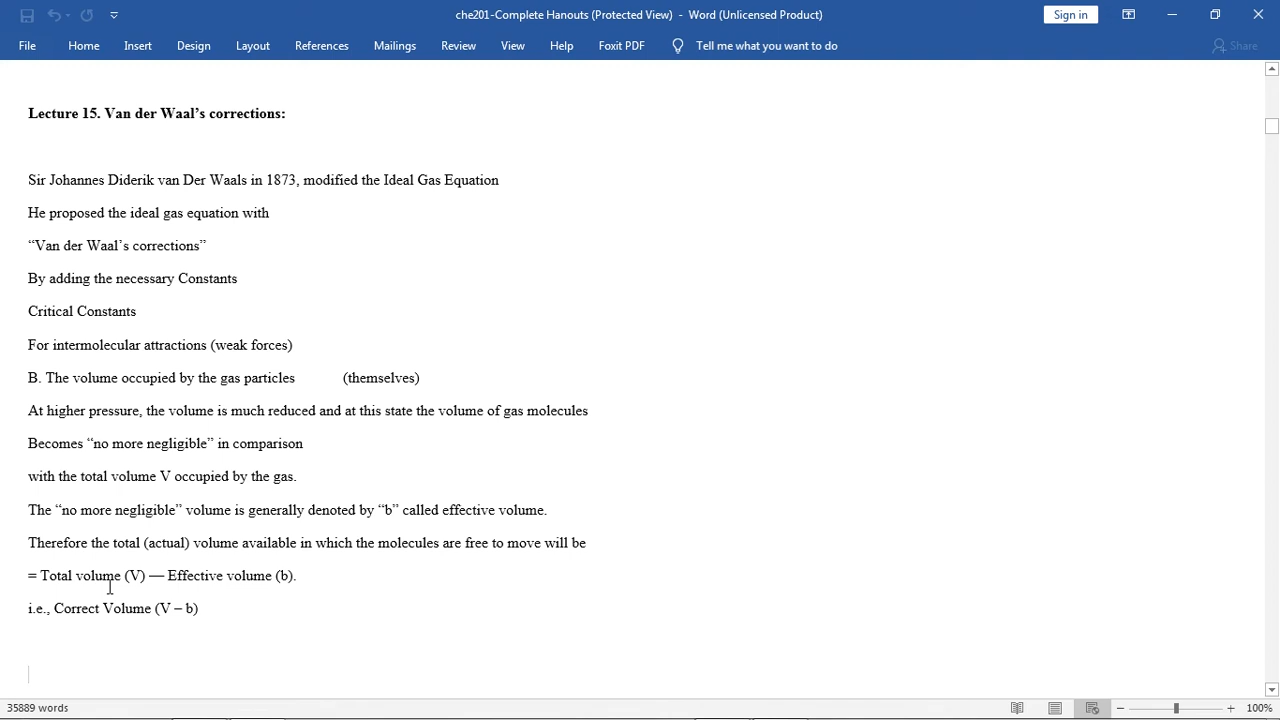 che201-Complete Hanouts (Protected View) - Word (Unlicensed Product)
Sign in
File Home Insert Design Layout References Mailings Review View Help Foxit PDF Tell me what you want to do Share
Lecture 15. Van der Waal’s corrections:
Sir Johannes Diderik van Der Waals in 1873, modified the Ideal Gas Equation
He proposed the ideal gas equation with
“Van der Waal’s corrections”
By adding the necessary Constants
Critical Constants
For intermolecular attractions (weak forces)
B. The volume occupied by the gas particles (themselves)
At higher pressure, the volume is much reduced and at this state the volume of gas molecules
Becomes “no more negligible” in comparison
with the total volume V occupied by the gas.
The “no more negligible” volume is generally denoted by “b” called effective volume.
Therefore the total (actual) volume available in which the molecules are free to move will be
= Total volume (V) — Effective volume (b).
i.e., Correct Volume (V – b)
35889 words
100%